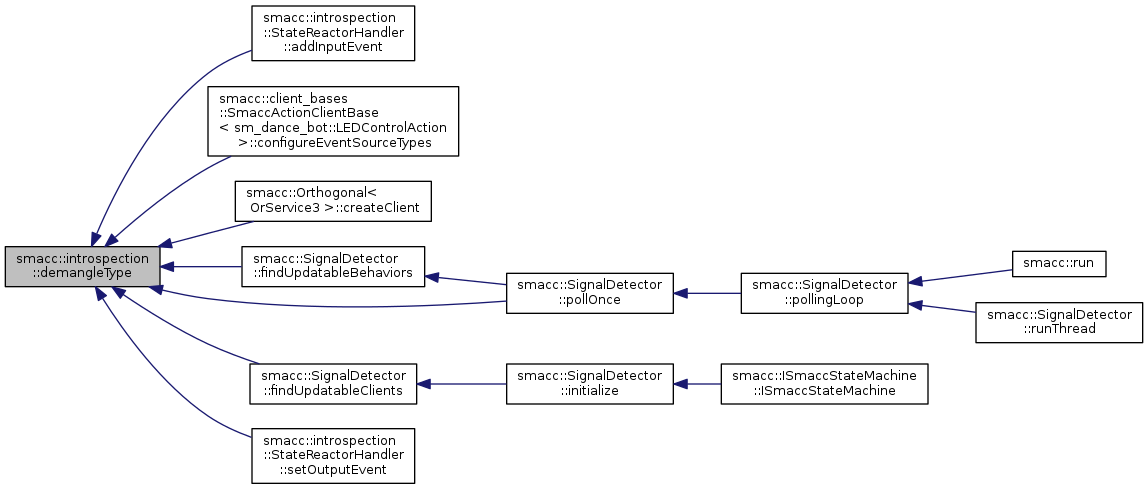 smacc::introspection
::StateReactorHandler
::addInputEvent
smacc::client_bases
::SmaccActionClientBase
< sm_dance_bot::LEDControlAction
>::configureEventSourceTypes
smacc::Orthogonal<
OrService3 >::createClient
smacc::introspection
::demangleType
smacc::SignalDetector
::findUpdatableBehaviors
smacc::SignalDetector
::pollOnce
smacc::SignalDetector
::pollingLoop
smacc::run
smacc::SignalDetector
::runThread
smacc::SignalDetector
::findUpdatableClients
smacc::SignalDetector
::initialize
smacc::ISmaccStateMachine
::ISmaccStateMachine
smacc::introspection
::StateReactorHandler
::setOutputEvent